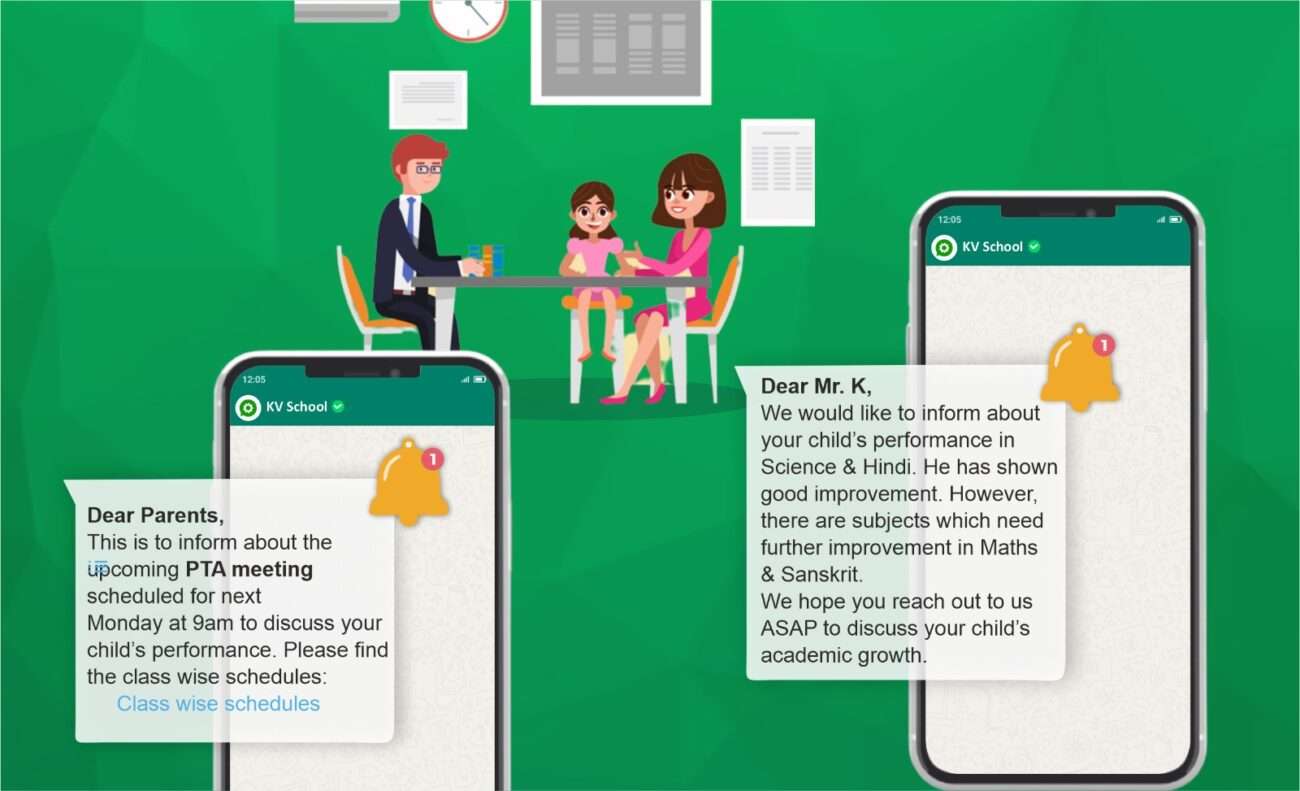 12:05
KV School
Dear Parents,
This is to inform about the
upcoming PTA meeting
scheduled for next
Monday at 9am to discuss your
child's performance. Please find
the class wise schedules:
Class wise schedules
1
12:05
KV School
1
Dear Mr. K,
We would like to inform about
your child's performance in
Science & Hindi. He has shown
good improvement. However,
there are subjects which need
further improvement in Maths
& Sanskrit.
We hope you reach out to us
ASAP to discuss your child's
academic growth.